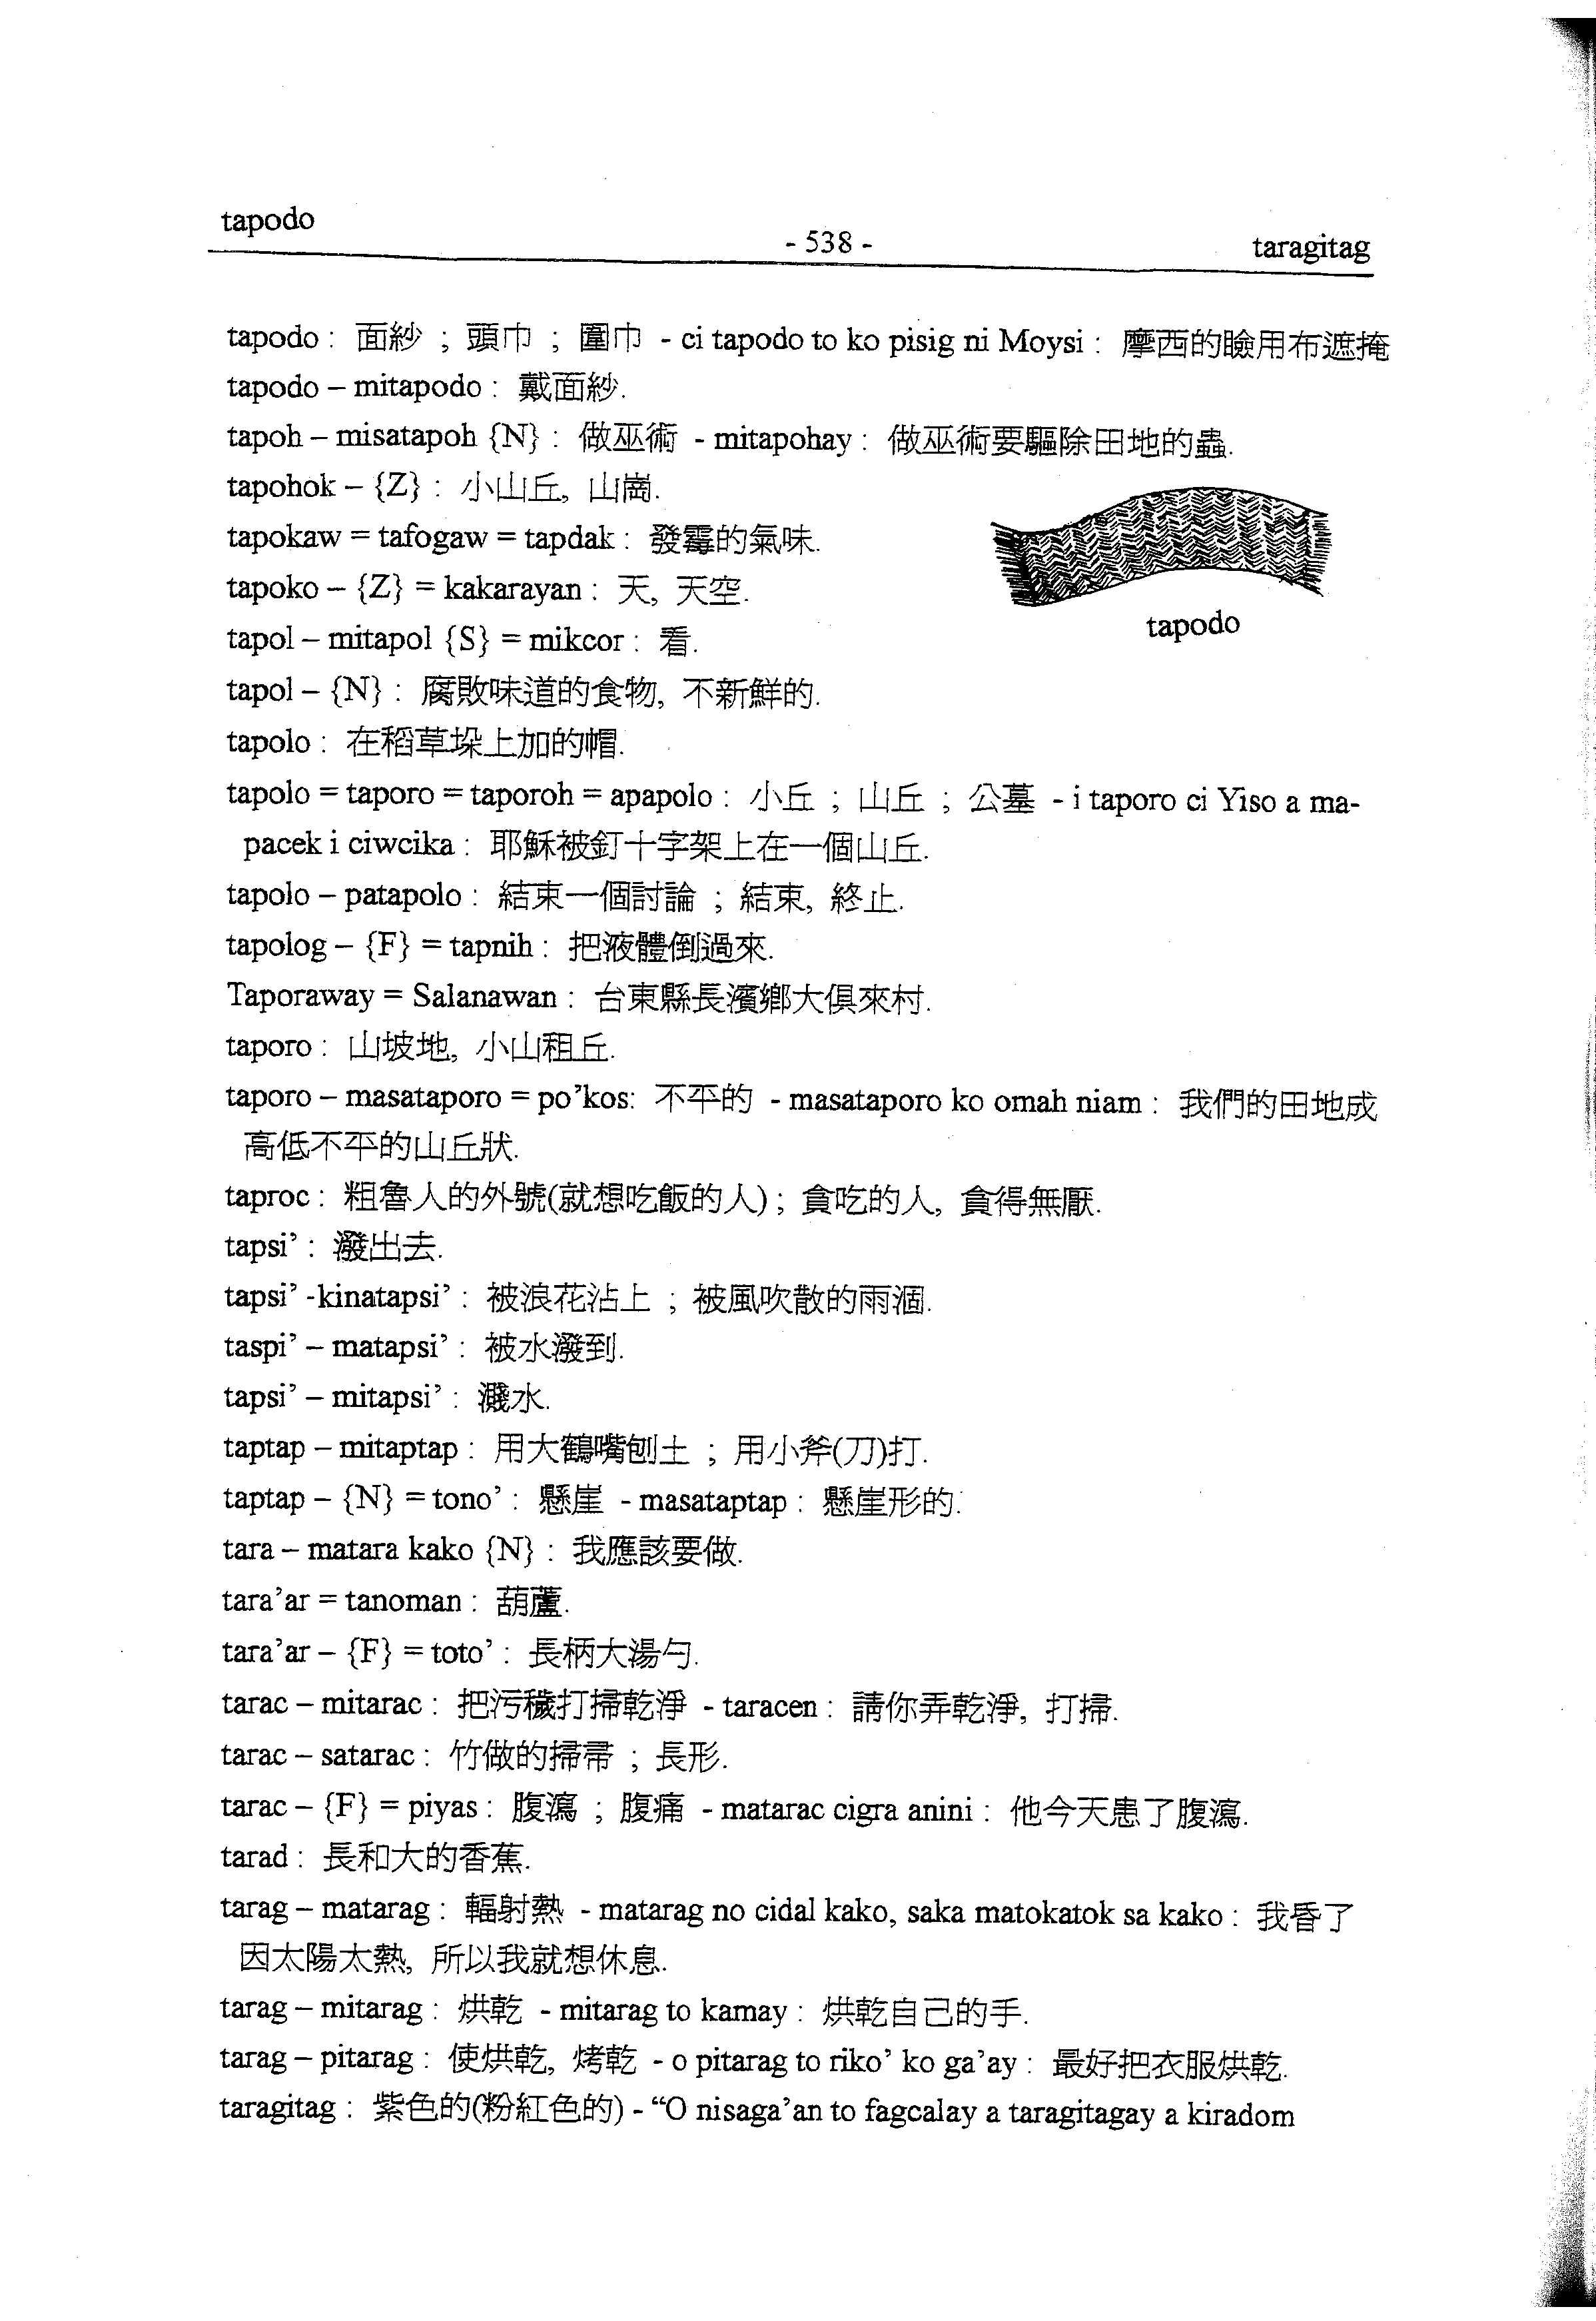 tapodo
- 538 -
taragitag
tapodo : 面紗 ; 頭巾 ; 圍巾 - ci tapodo to ko pisig ni Moysi : 摩西的瞼用布遮掩
tapodo – mitapodo : 戴面紗.
tapoh – misatapoh {N} : 做巫術 - mitapohay : 做巫術要驅除田地的蟲.
tapohok – {Z} : 小山丘, 山崗.
tapokaw = tafogaw = tapdak : 發霉的氣味.
tapoko – {Z} = kakarayan : 天, 天空.
tapodo
tapol – mitapol {S} = mikcor : 看.
tapol – {N} : 腐敗味道的食物, 不新鮮的.
tapolo : 在稻草垛上加的帽.
tapolo = taporo = taporoh = apapolo : 小丘 ; 山丘 ; 公墓 - i taporo ci Yiso a ma-
pacek i ciwcika : 耶穌被釘十字架上在一個山丘.
tapolo – patapolo : 結束一個討論 ; 結束, 終止.
tapolog – {F} = tapnih : 把液體倒過來.
Taporaway = Salanawan : 台東縣長濱鄉大俱來村.
taporo : 山坡地, 小山租丘.
taporo – masataporo = po’kos: 不平的 - masataporo ko omah niam : 我們的田地成
高低不平的山丘狀.
taproc : 粗魯人的外號(就想吃飯的人) ; 貪吃的人, 貪得無厭.
tapsi’ : 潑出去.
tapsi’ -kinatapsi’ : 被浪花沾上 ; 被風吹散的雨涸.
taspi’ – matapsi’ : 被水潑到.
tapsi’ – mitapsi’ : 濺水.
taptap – mitaptap : 用大鶴嘴刨土 ; 用小斧(刀)打.
taptap – {N} = tono’ : 懸崖 - masataptap : 懸崖形的.
tara – matara kako {N} : 我應該要做.
tara’ar = tanoman : 葫蘆.
tara’ar – {F} = toto’ : 長柄大湯勺.
tarac – mitarac : 把污穢打掃乾淨 - taracen : 請你弄乾淨, 打掃.
tarac – satarac : 竹做的掃帚 ; 長形.
tarac – {F} = piyas : 腹瀉 ; 腹痛 - matarac cigra anini : 他今天患了腹瀉.
tarad : 長和大的香蕉.
tarag – matarag : 輻射熱 - matarag no cidal kako, saka matokatok sa kako : 我昏了
因太陽太熱, 所以我就想休息.
tarag – mitarag : 烘乾 - mitarag to kamay : 烘乾自己的手.
tarag – pitarag : 使烘乾, 烤乾 - o pitarag to riko’ ko ga’ay : 最好把衣服烘乾.
taragitag : 紫色的(粉紅色的) - “O nisaga’an to fagcalay a taragitagay a kiradom